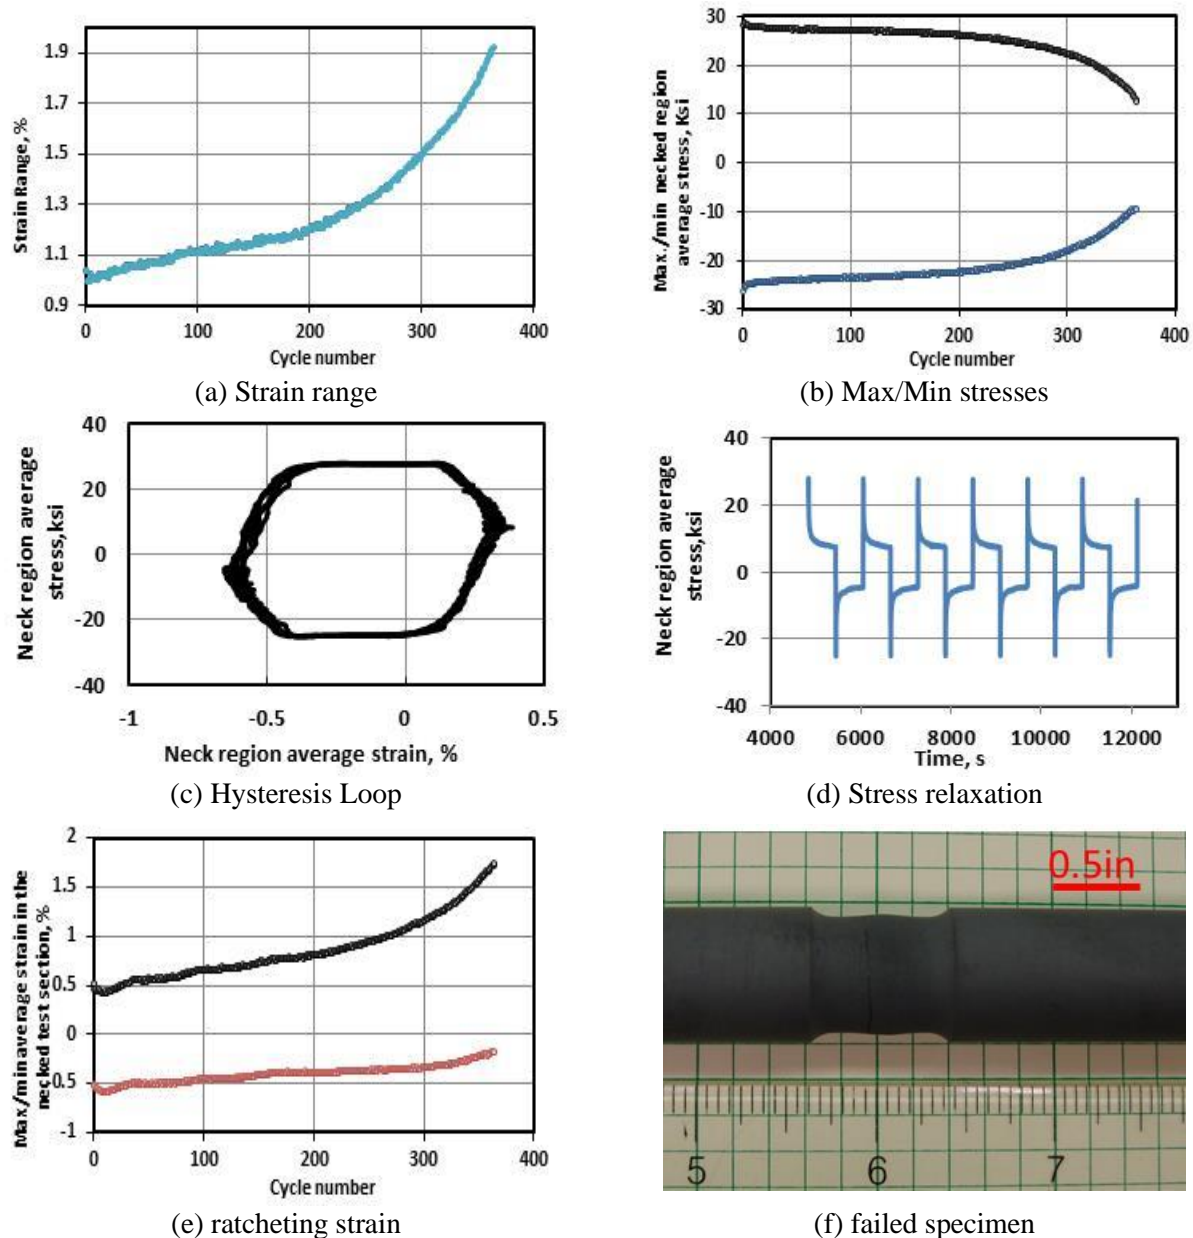 1.9
1.7
1.5
1.3
1.1
0.9
0 100 200 300 400
Strain Range, %
Cycle number
(a) Strain range
30
20
10
0
-10
-20
-30
0 100 200 300 400
Max./min necked region
average stress, Ksi
Cycle number
(b) Max/Min stresses
40
20
0
-20
-40
-1 -0.5 0 0.5
Neck region average
stress,ksi
Neck region average strain, %
(c) Hysteresis Loop
40
20
0
-20
-40
4000 6000 8000 10000 12000
Neck region average
stress,ksi
Time, s
(d) Stress relaxation
2
1.5
1
0.5
0
-0.5
-1
0 100 200 300 400
Max/min average strain in the
necked test section, %
Cycle number
(e) ratcheting strain
0.5in
5 6 7
(f) failed specimen